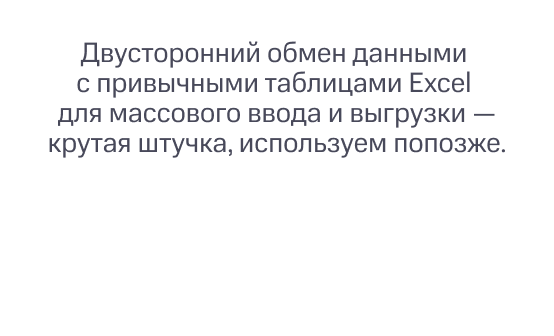 Двусторонний обмен данными
с привычными таблицами Excel
для массового ввода и выгрузки —
крутая штучка, используем попозже.